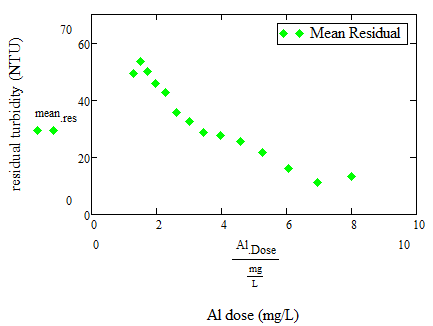 70
Mean Residual
60
residual turbidity (NTU)
mean.res
40
20
0
0
0 2 4 6 8 10
0 10
Al.Dose
mg
L
Al dose (mg/L)